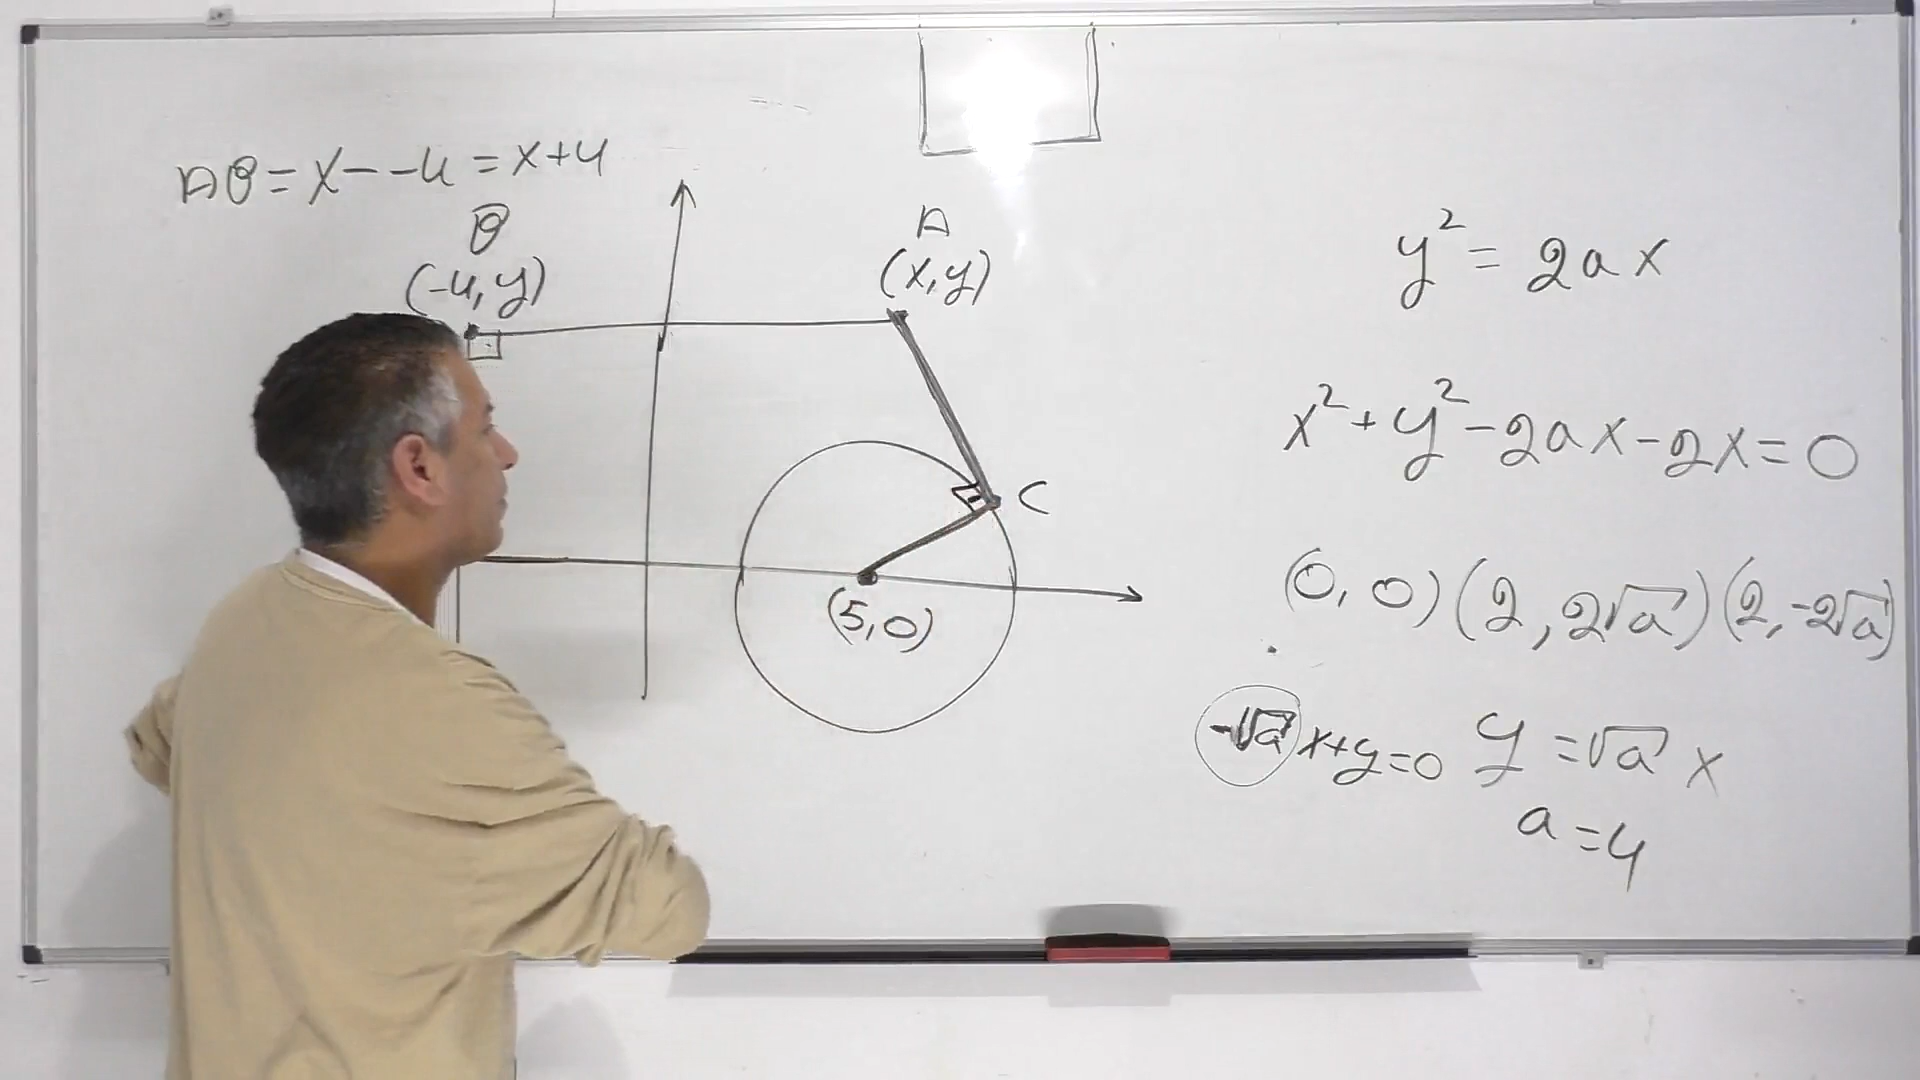 AB = x - -4 = x+4
B
(-4, y)
A
(x, y)
C
(5, 0)
y² = 2ax
x² + y² - 2ax - 2x = 0
(0, 0) (2, 2√a) (2, -2√a)
-√a x+y=0 y = √a x
a = 4